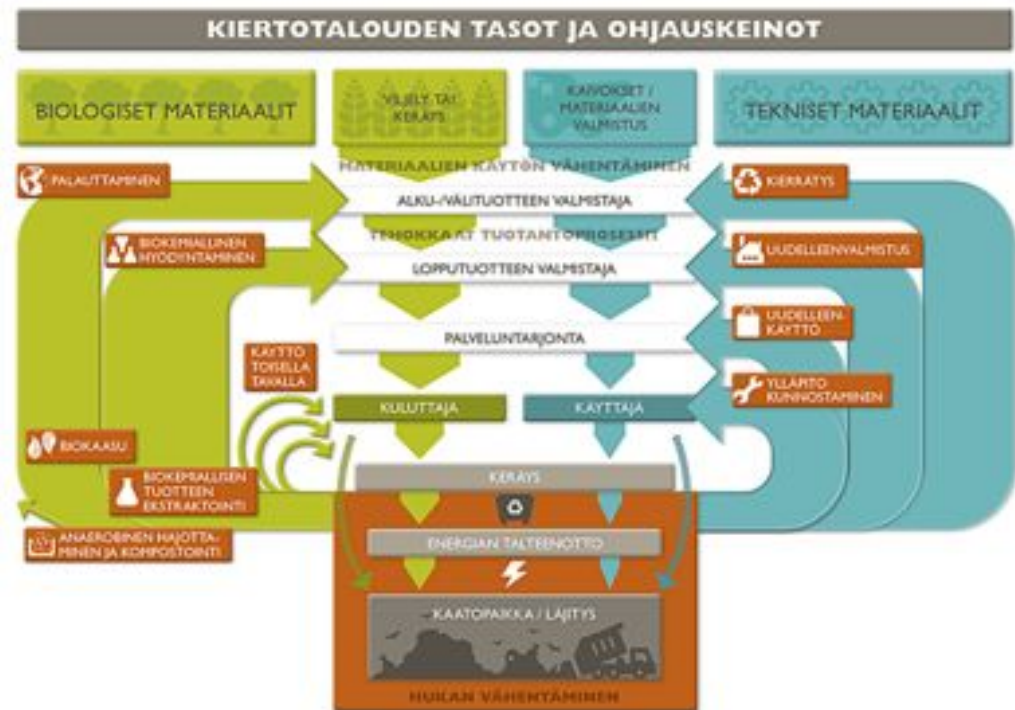 KIERTOTALOUDEN TASOT JA OHJAUSKEINOT
BIOLOGISET MATERIAALIT
VILJELY TAI
KERÄYS
KAIVOKSET /
MATERIAALIEN
VALMISTUS
TEKNISET MATERIAALIT
MATERIAALIEN KÄYTÖN VÄHENTÄMINEN
PALAUTTAMINEN
KIERRÄTYS
ALKU-/VÄLITUOTTEEN VALMISTAJA
TEHOKKAAT TUOTANTOPROSESSIT
BIOKEMIALLINEN
HYÖDYNTÄMINEN
UUDELLEENVALMISTUS
LOPPUTUOTTEEN VALMISTAJA
UUDELLEEN-
KÄYTTÖ
PALVELUNTARJONTA
KÄYTTÖ
TOISELLA
TAVALLA
YLLÄPITO
KUNNOSTAMINEN
KULUTTAJA
KÄYTTÄJÄ
BIOKAASU
KERÄYS
BIOKEMIALLISEN
TUOTTEEN
EKSTRAKTOINTI
ANAEROBINEN HAJOTTA-
MINEN JA KOMPOSTOINTI
ENERGIAN TALTEENOTTO
KAATOPAIKKA / LÄJITYS
HUKAN VÄHENTÄMINEN